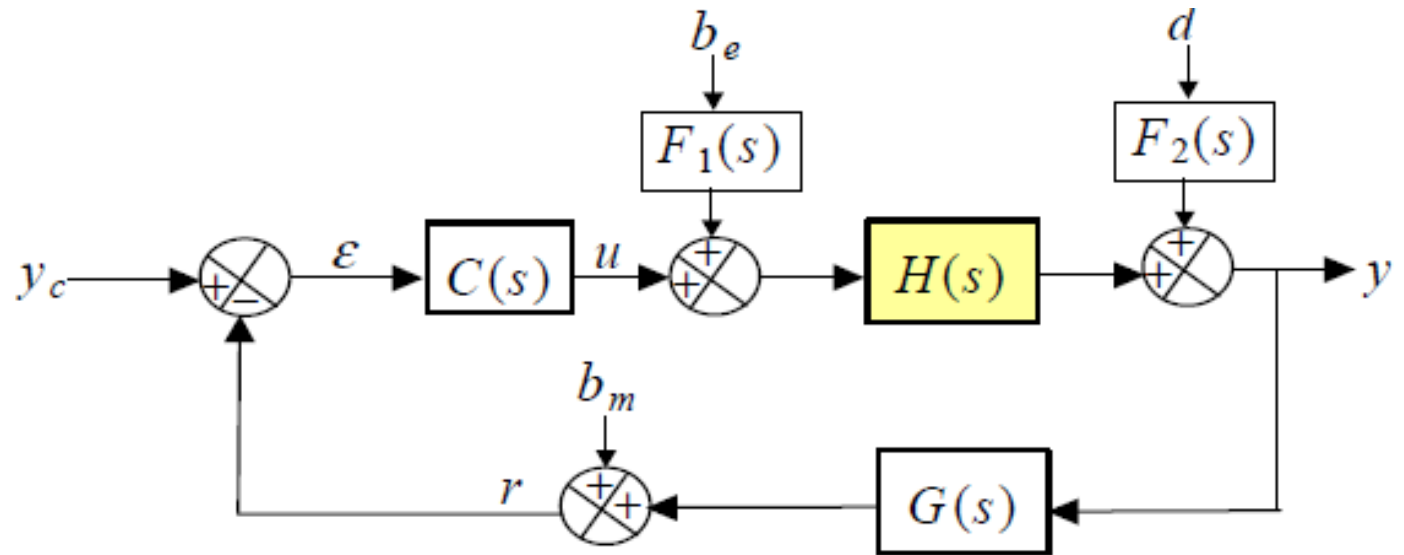 b_e
d
F_1(s)
F_2(s)
+
+
y_c
+
−
ε
C(s)
u
+
H(s)
+
y
b_m
r
+
+
G(s)